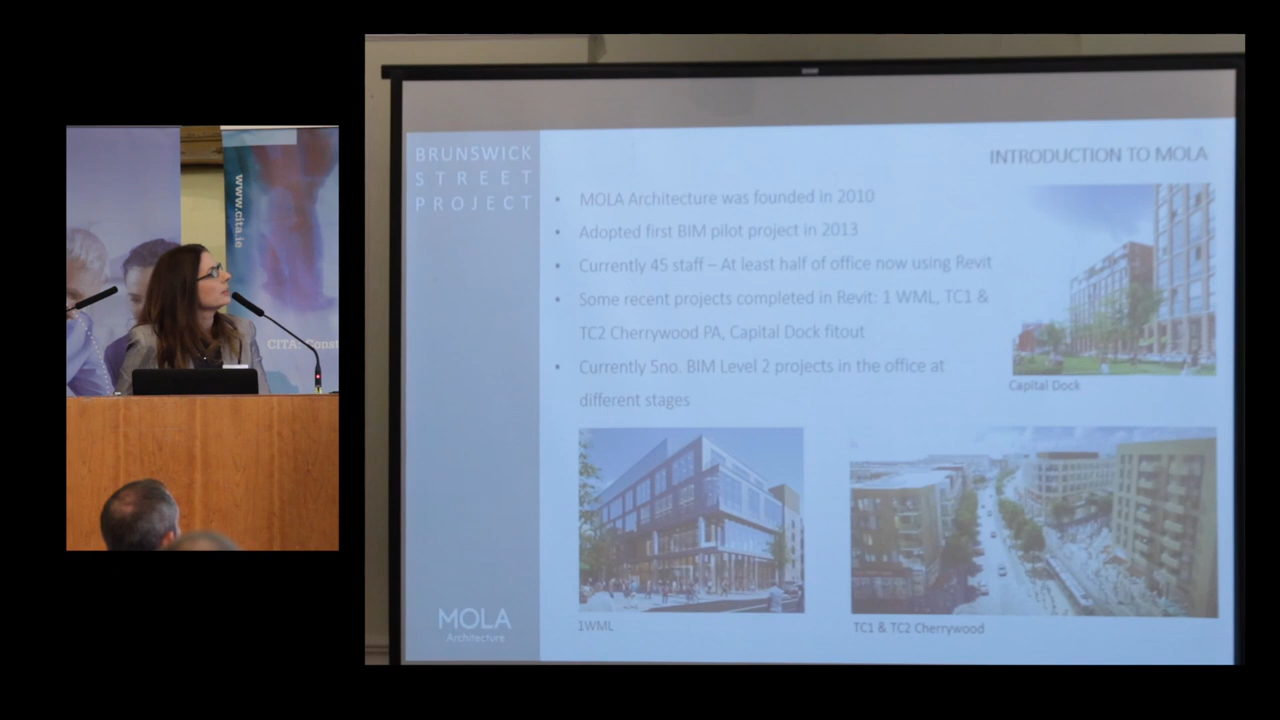 www.cita.ie
CITA: Const
BRUNSWICK
STREET
PROJECT
INTRODUCTION TO MOLA
• MOLA Architecture was founded in 2010
• Adopted first BIM pilot project in 2013
• Currently 45 staff – At least half of office now using Revit
• Some recent projects completed in Revit: 1 WML, TC1 &
TC2 Cherrywood PA, Capital Dock fitout
• Currently 5no. BIM Level 2 projects in the office at
different stages
Capital Dock
1WML
TC1 & TC2 Cherrywood
MOLA
Architecture